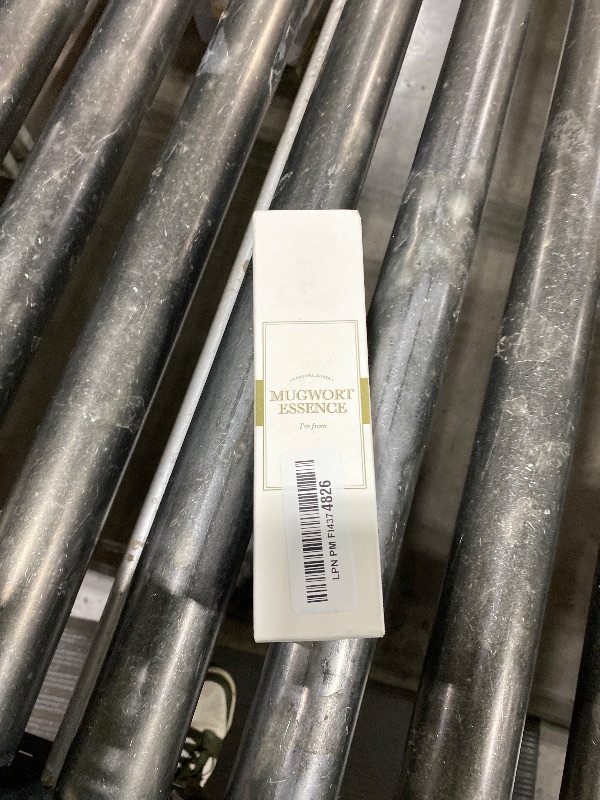 MUGWORT
ESSENCE
I'm from
LPN PM FI4374826